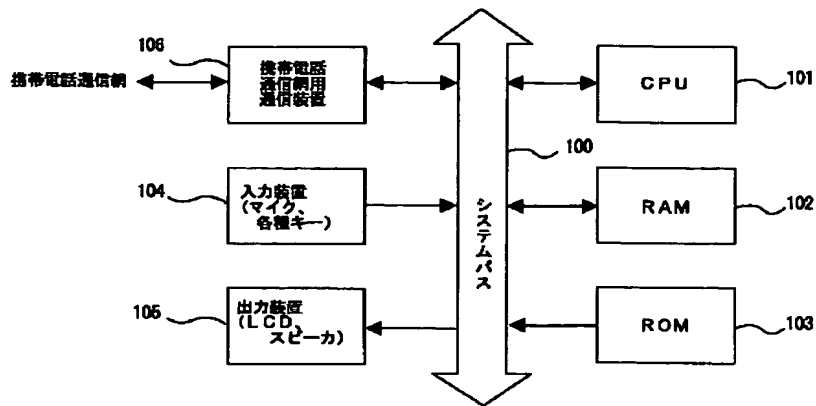 106
携帯電話通信網
携帯電話
通信網用
通信装置
CPU
101
100
104
入力装置
(マイク、
各種キー)
システムバス
RAM
102
105
出力装置
(LCD、
スピーカ)
ROM
103